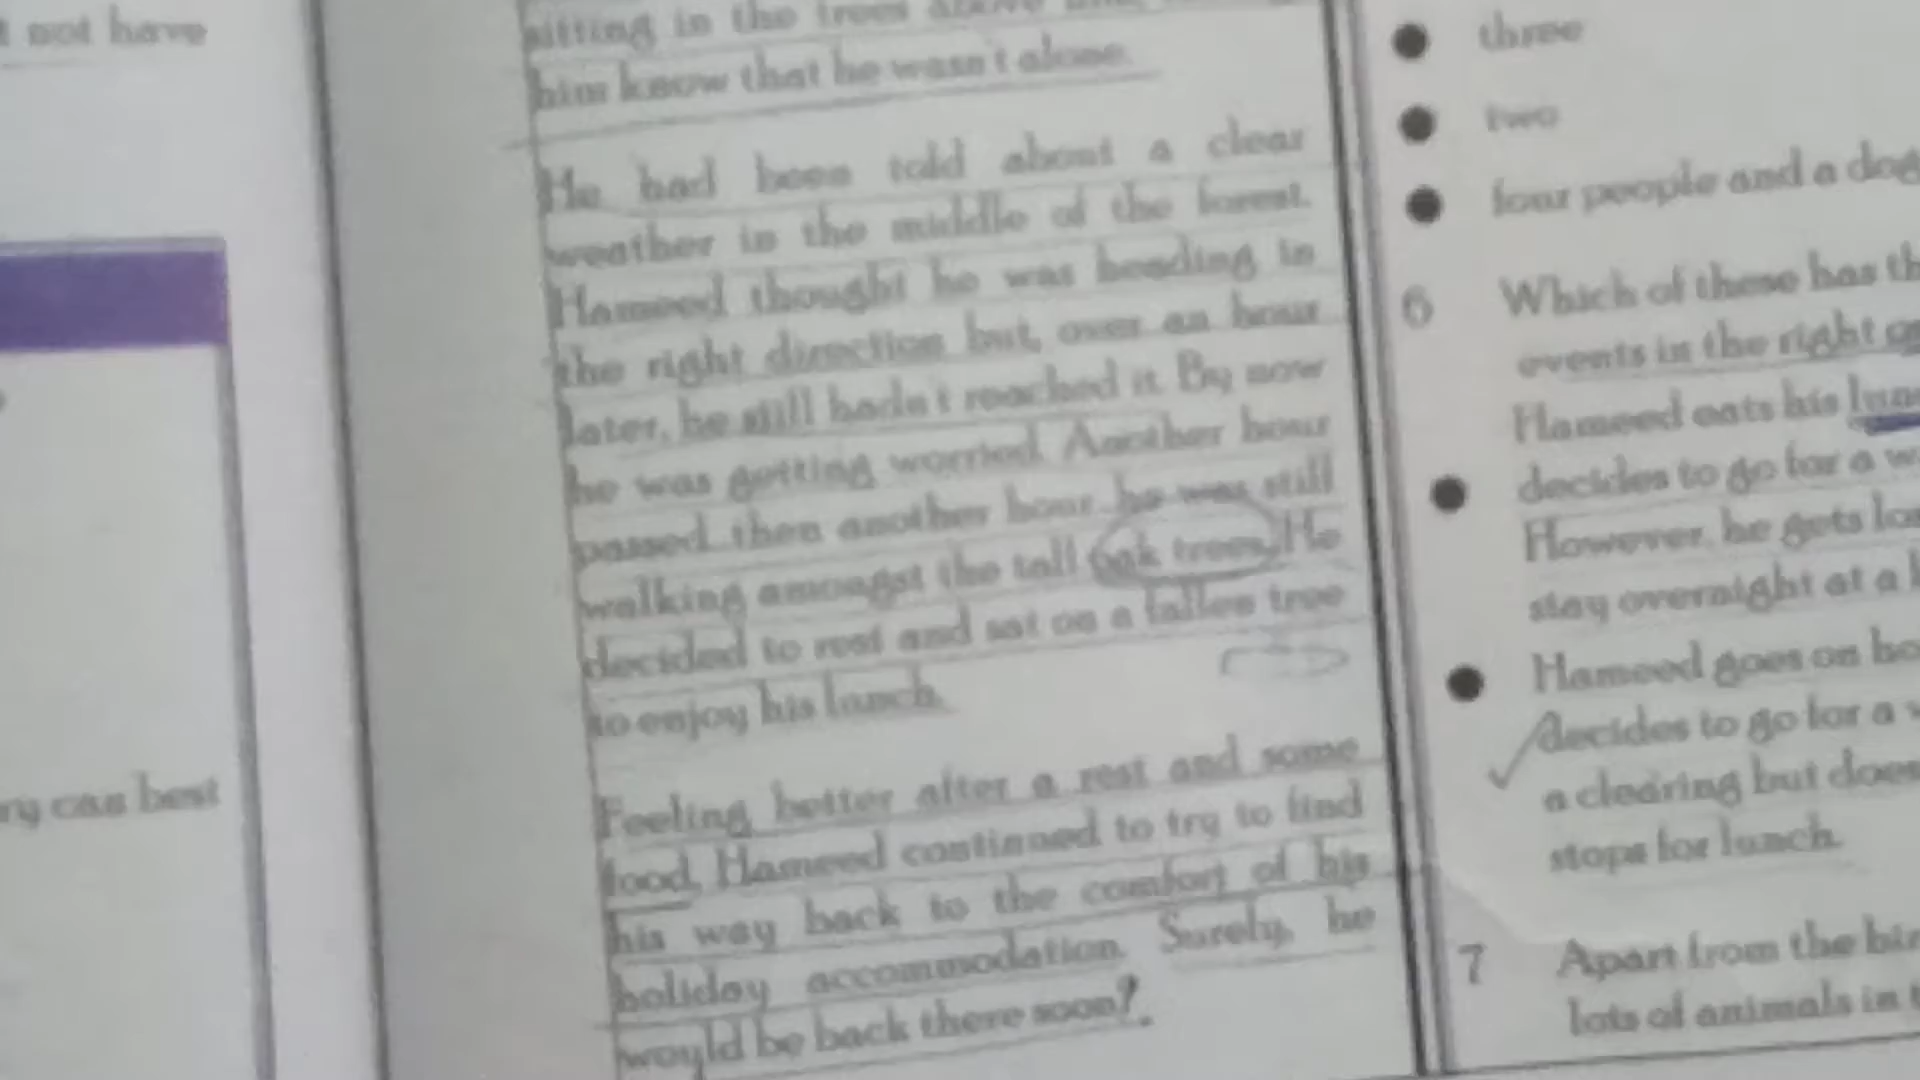 not have
ry can best
sitting in the trees above
him know that he wasn't alone.
He had been told about a clear
weather in the middle of the forest.
Hameed thought he was heading in
the right direction but, over an hour
later, he still hadn't reached it. By now
he was getting worried. Another hour
passed then another hour he was still
walking amongst the tall oak trees. He
decided to rest and sat on a fallen tree
to enjoy his lunch.
Feeling better after a rest and some
food, Hameed continued to try to find
his way back to the comfort of his
holiday accommodation. Surely, he
would be back there soon?
three
two
four people and a dog
6 Which of these has th
events in the right
Hameed eats his
decides to go for a w
However, he gets lo
stay overnight at a
Hameed goes on ho
decides to go for a
a clearing but does
stops for lunch.
7 Apart from the bir
lots of animals in t